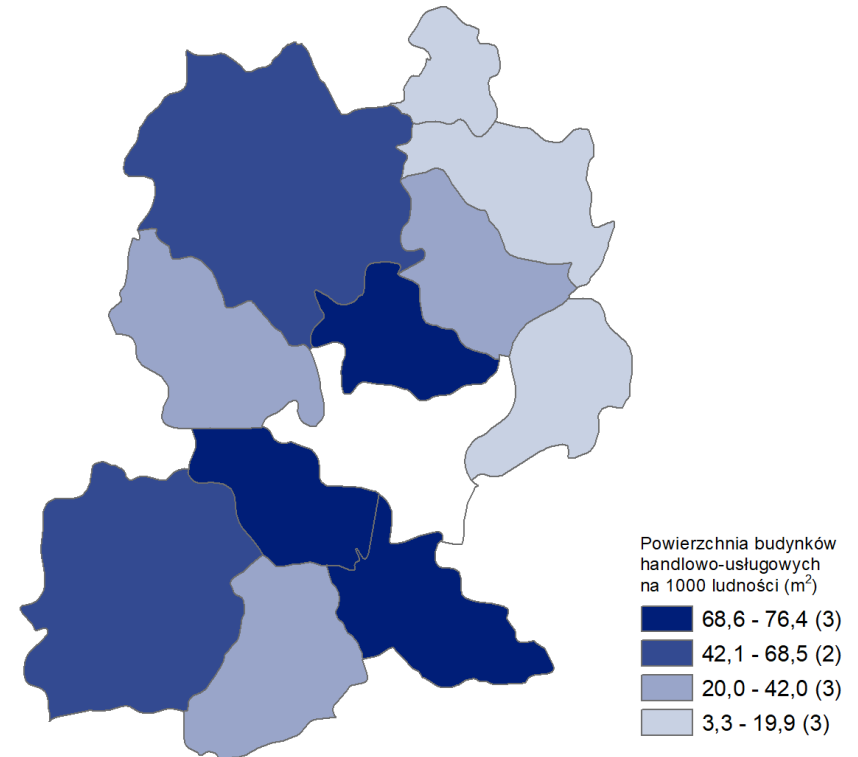 Powierzchnia budynków
handlowo-usługowych
na 1000 ludności (m²)
68,6 - 76,4 (3)
42,1 - 68,5 (2)
20,0 - 42,0 (3)
3,3 - 19,9 (3)